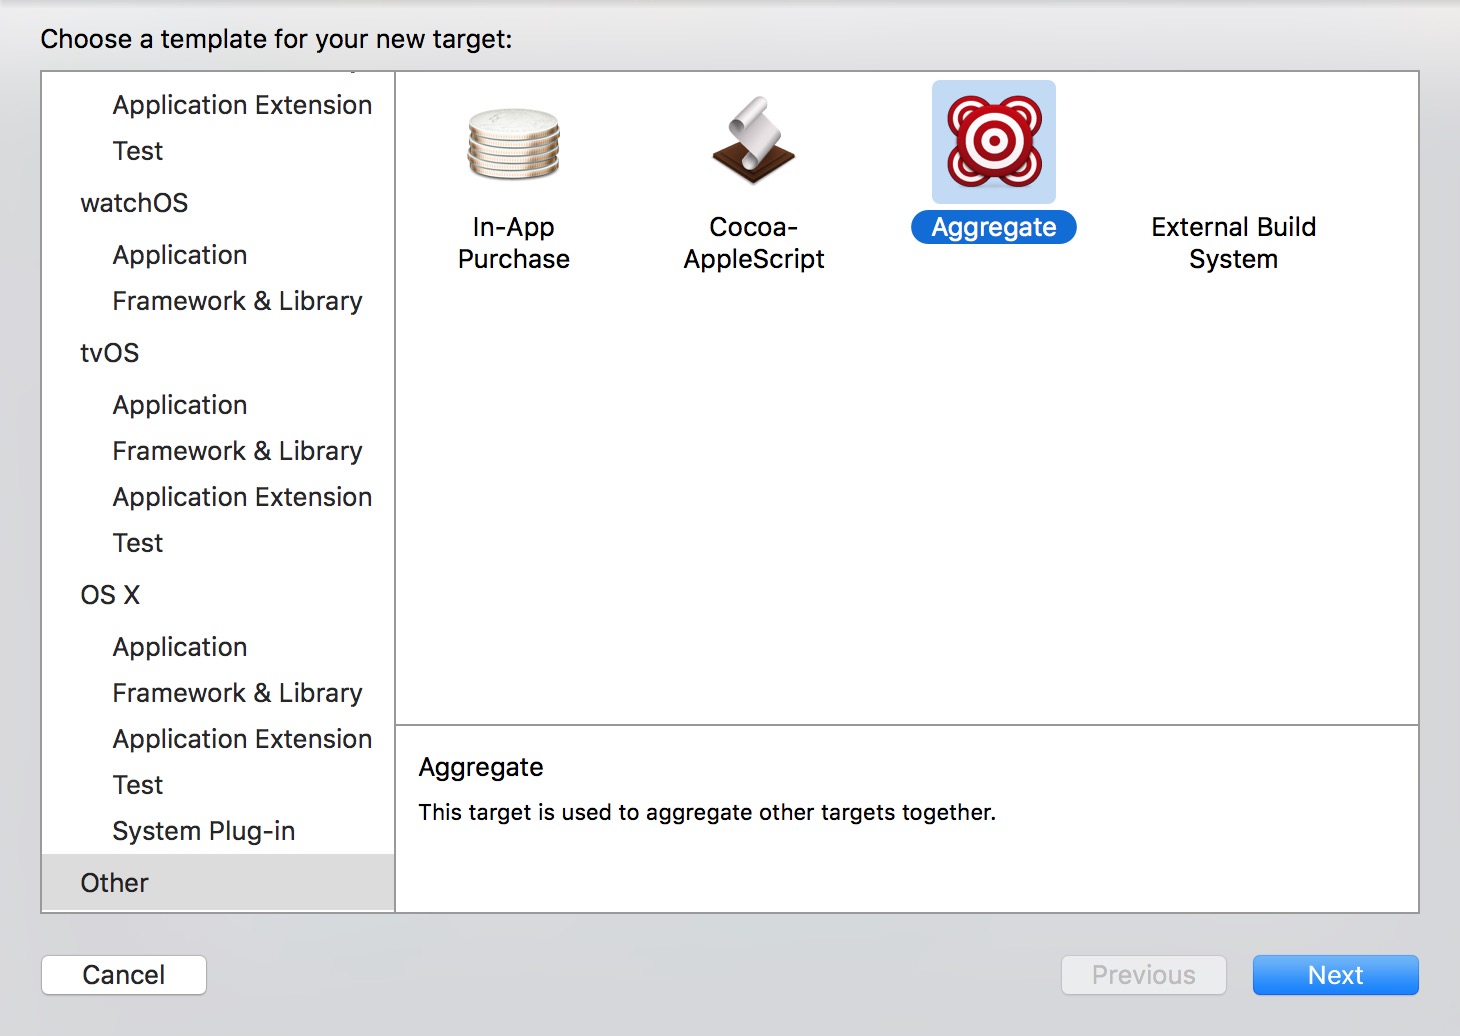 Choose a template for your new target:
Application Extension
Test
watchOS
Application
Framework & Library
tvOS
Application
Framework & Library
Application Extension
Test
OS X
Application
Framework & Library
Application Extension
Test
System Plug-in
Other
In-App
Purchase
Cocoa-
AppleScript
Aggregate
External Build
System
Aggregate
This target is used to aggregate other targets together.
Cancel
Previous
Next